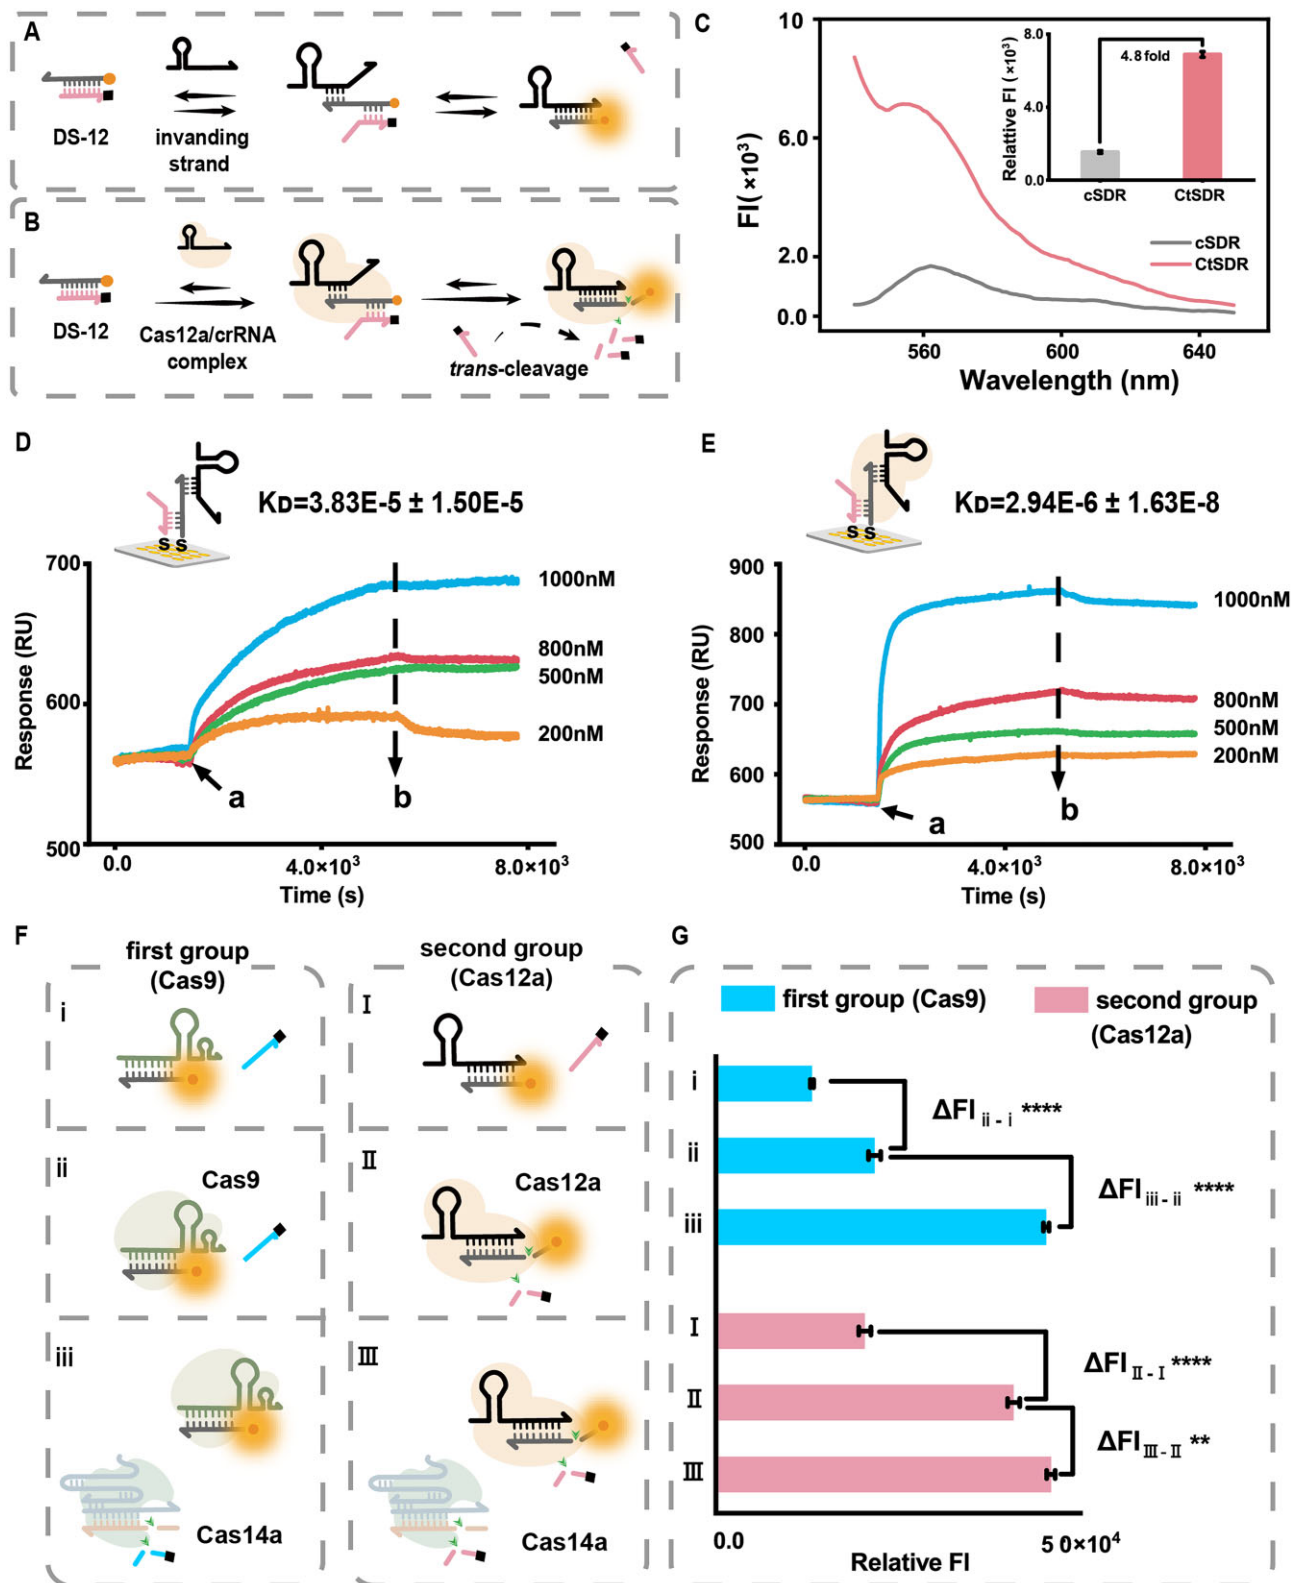 A
DS-12
invanding
strand
B
DS-12
Cas12a/crRNA
complex
trans-cleavage
C
10
6.0
2.0
0.0
FI( ×10³)
560
600
640
Wavelength (nm)
8.0
4.0
0.0
Relattive FI ( ×10³)
4.8 fold
cSDR
CtSDR
cSDR
CtSDR
D
S S
KD=3.83E-5 ± 1.50E-5
700
600
500
Response (RU)
1000nM
800nM
500nM
200nM
a
b
0.0
4.0×10³
8.0×10³
Time (s)
E
S S
KD=2.94E-6 ± 1.63E-8
900
800
700
600
500
Response (RU)
1000nM
800nM
500nM
200nM
a
b
0.0
4.0×10³
8.0×10³
Time (s)
F
first group
(Cas9)
second group
(Cas12a)
i
I
ii
Cas9
II
Cas12a
iii
Cas14a
III
Cas14a
G
first group (Cas9)
second group
(Cas12a)
i
ii
iii
I
II
III
ΔFI ii - i ****
ΔFI iii - ii ****
ΔFI II - I ****
ΔFI III - II **
0.0
5 0×10⁴
Relative FI